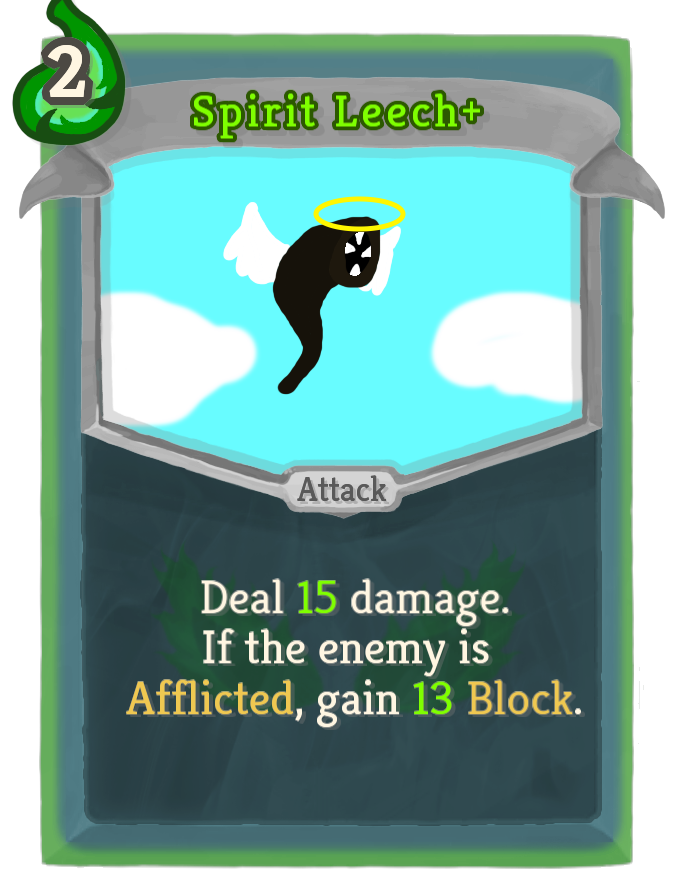 2
Spirit Leech+
Attack
Deal 15 damage.
If the enemy is
Afflicted, gain 13 Block.